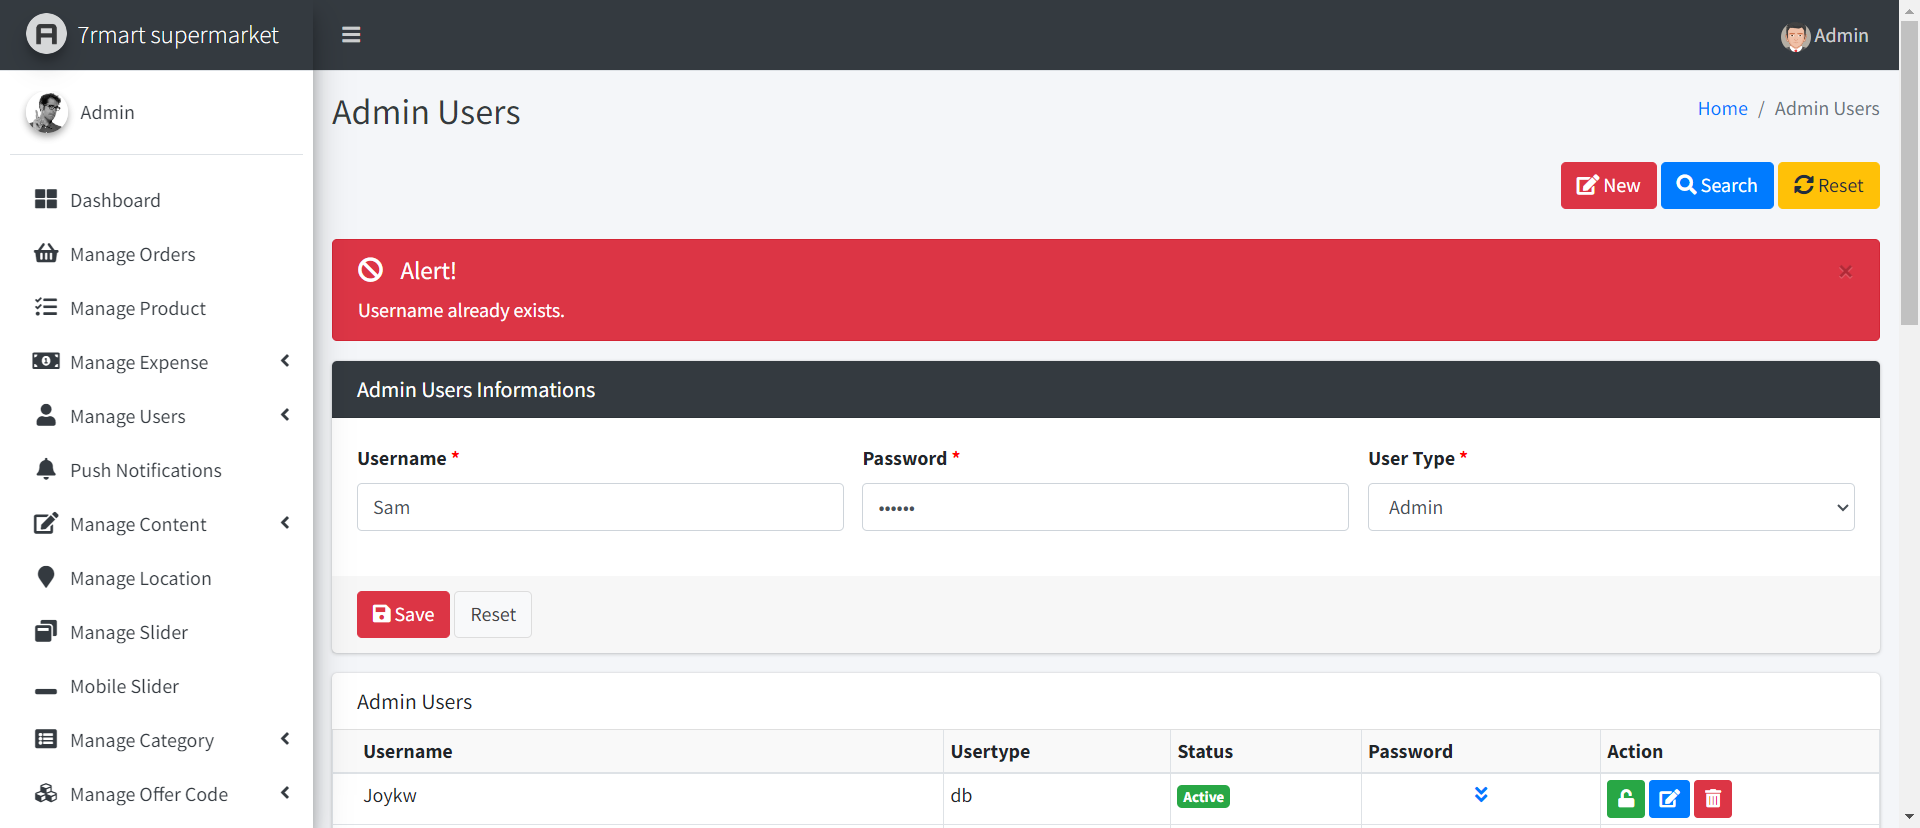 7rmart supermarket
Admin
Admin
Dashboard
Manage Orders
Manage Product
Manage Expense
Manage Users
Push Notifications
Manage Content
Manage Location
Manage Slider
Mobile Slider
Manage Category
Manage Offer Code
Admin Users
Home / Admin Users
New Search Reset
Alert! ×
Username already exists.
Admin Users Informations
Username * Password * User Type *
Sam •••••• Admin
Save Reset
Admin Users
Username Usertype Status Password Action
Joykw db Active